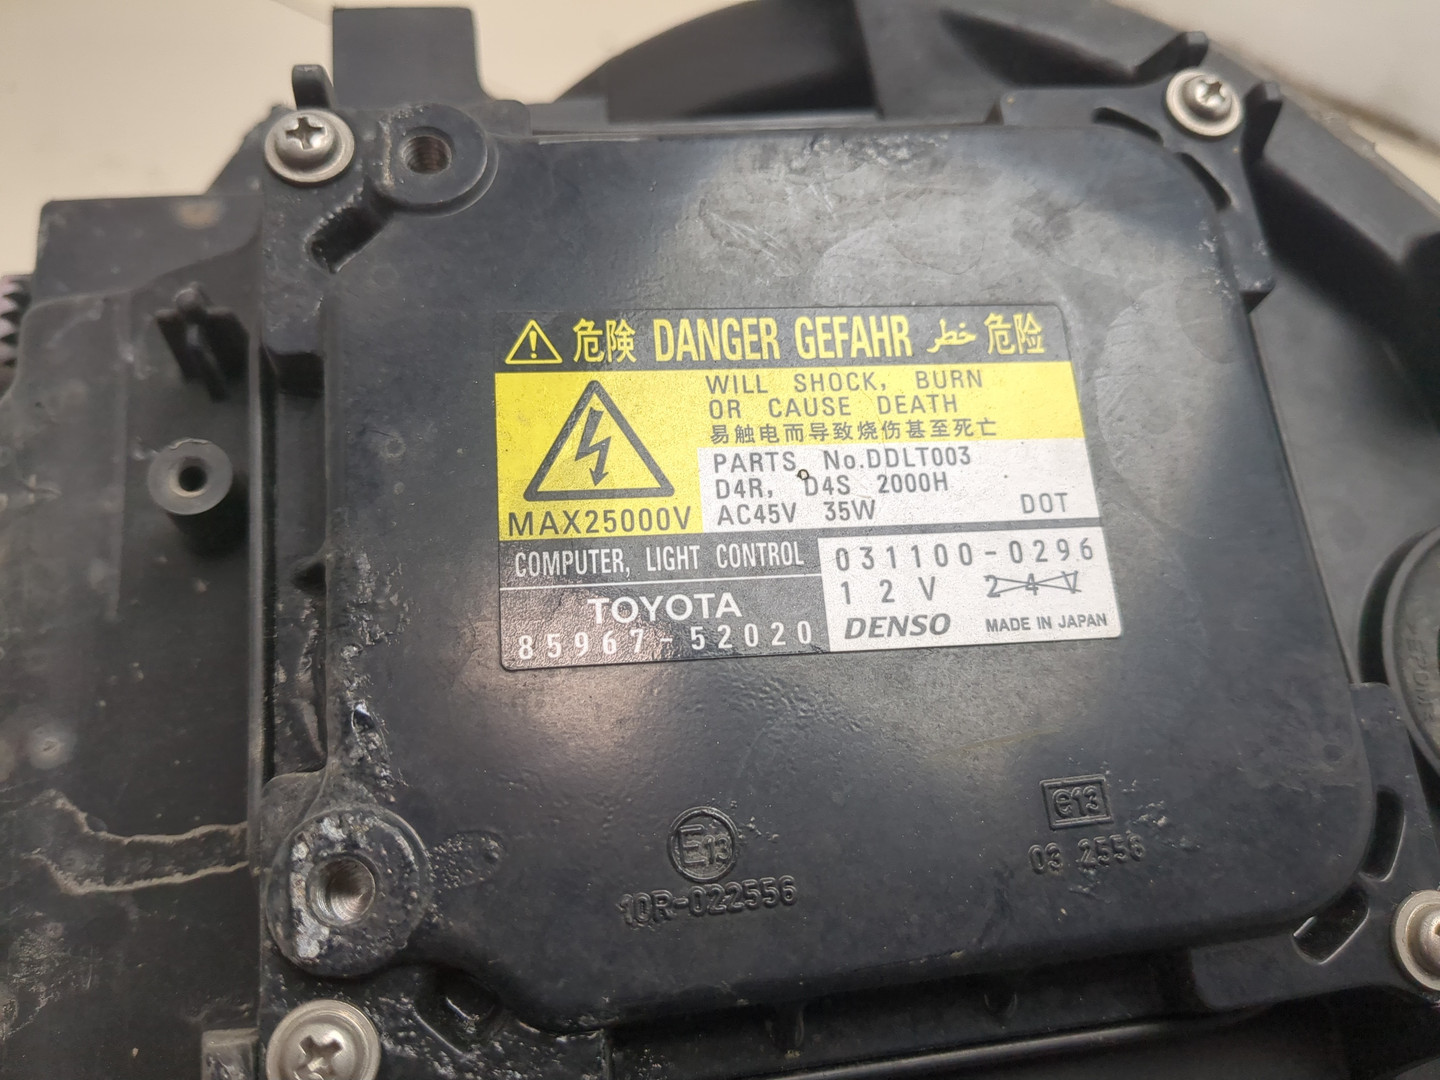 危険 DANGER GEFAHR خطر 危险
WILL SHOCK, BURN
OR CAUSE DEATH
易触电而导致烧伤甚至死亡
MAX25000V
PARTS No.DDLT003
D4R, D4S 2000H
AC45V 35W DOT
COMPUTER, LIGHT CONTROL
TOYOTA
85967-52020
031100-0296
12V 24V
DENSO MADE IN JAPAN
E13
10R-022556
e13
03 2556